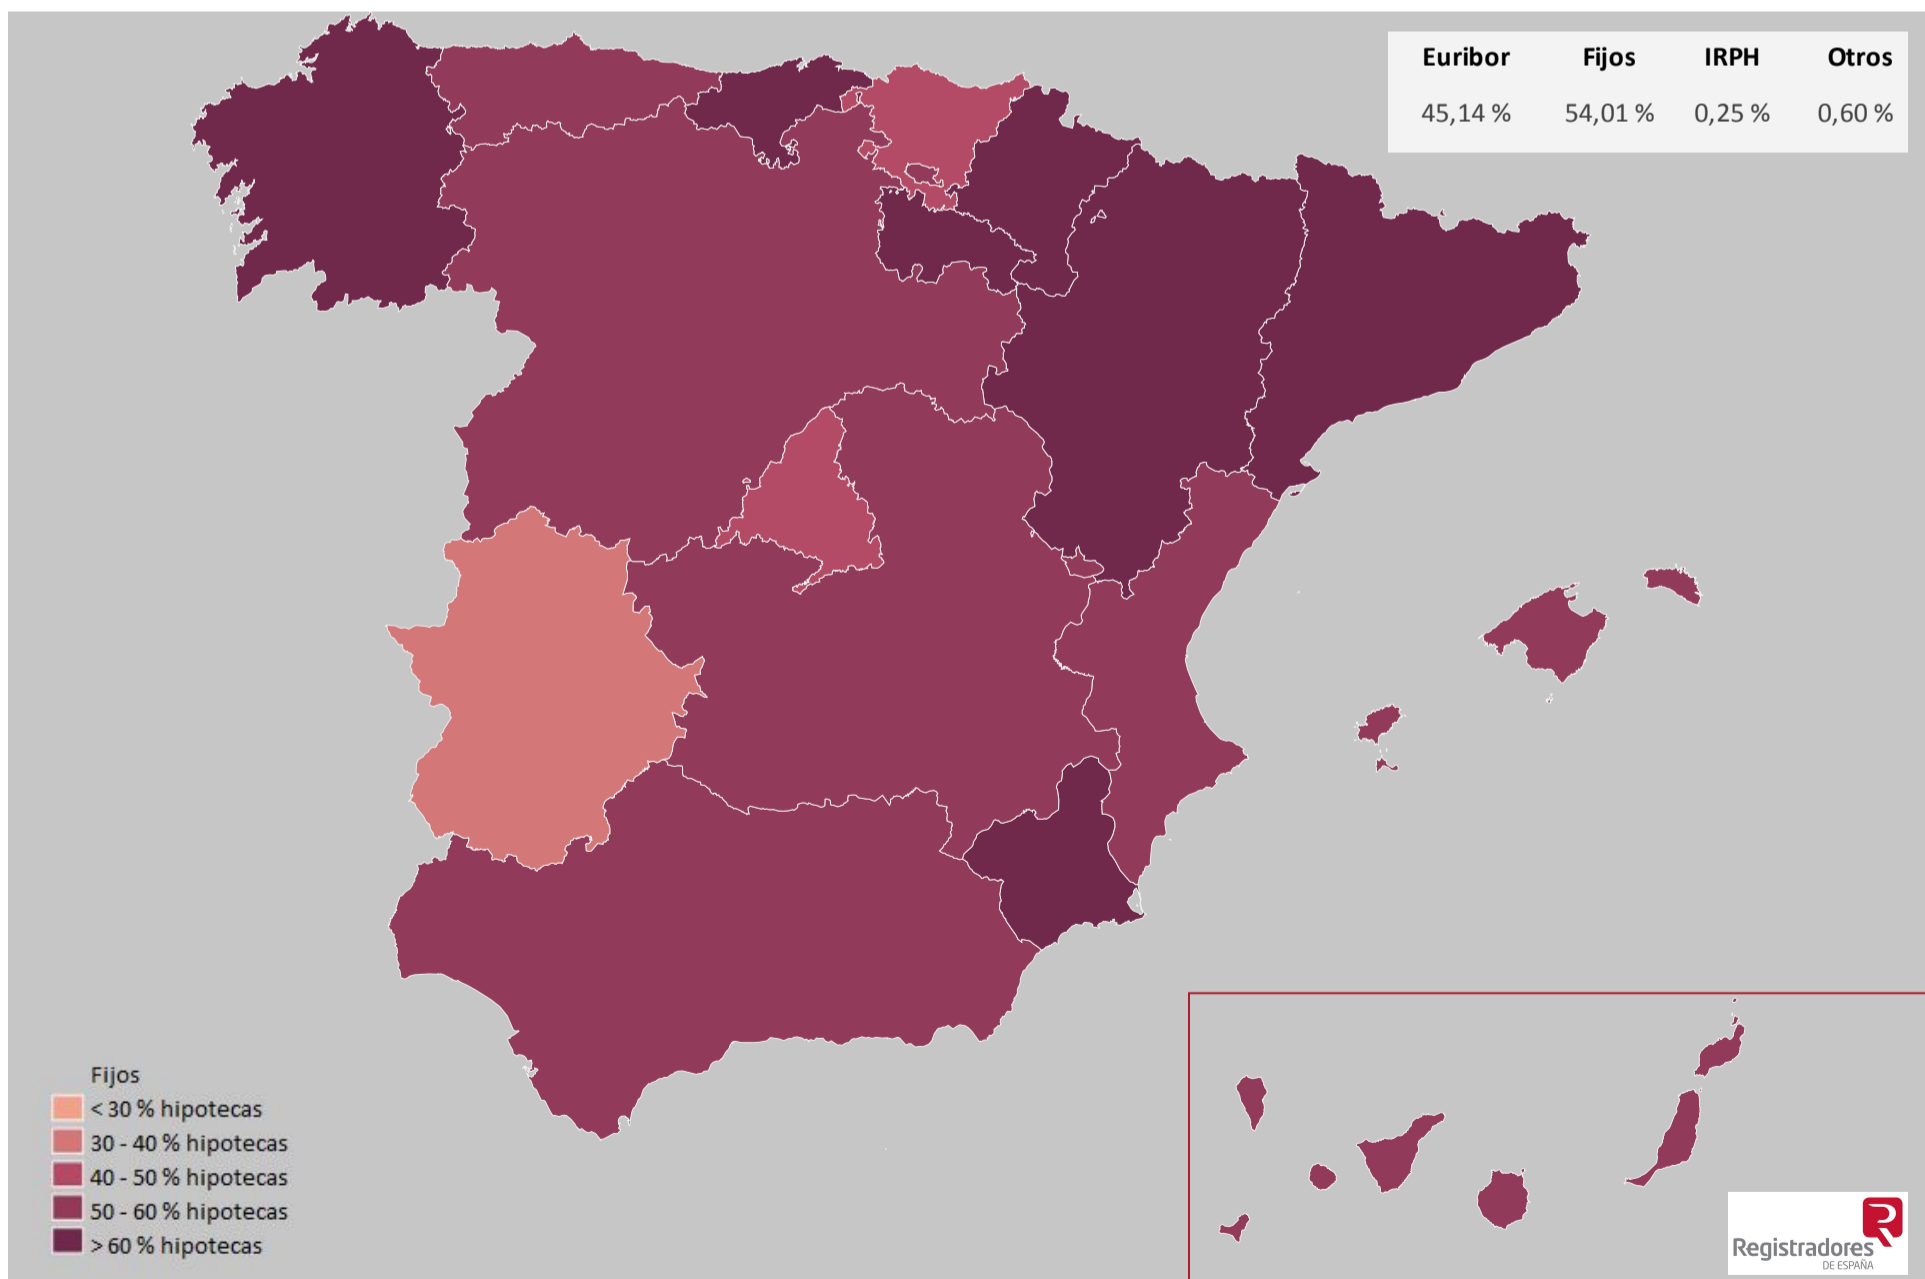 Euribor Fijos IRPH Otros
45,14 % 54,01 % 0,25 % 0,60 %
Fijos
< 30 % hipotecas
30 - 40 % hipotecas
40 - 50 % hipotecas
50 - 60 % hipotecas
> 60 % hipotecas
Registradores
DE ESPAÑA